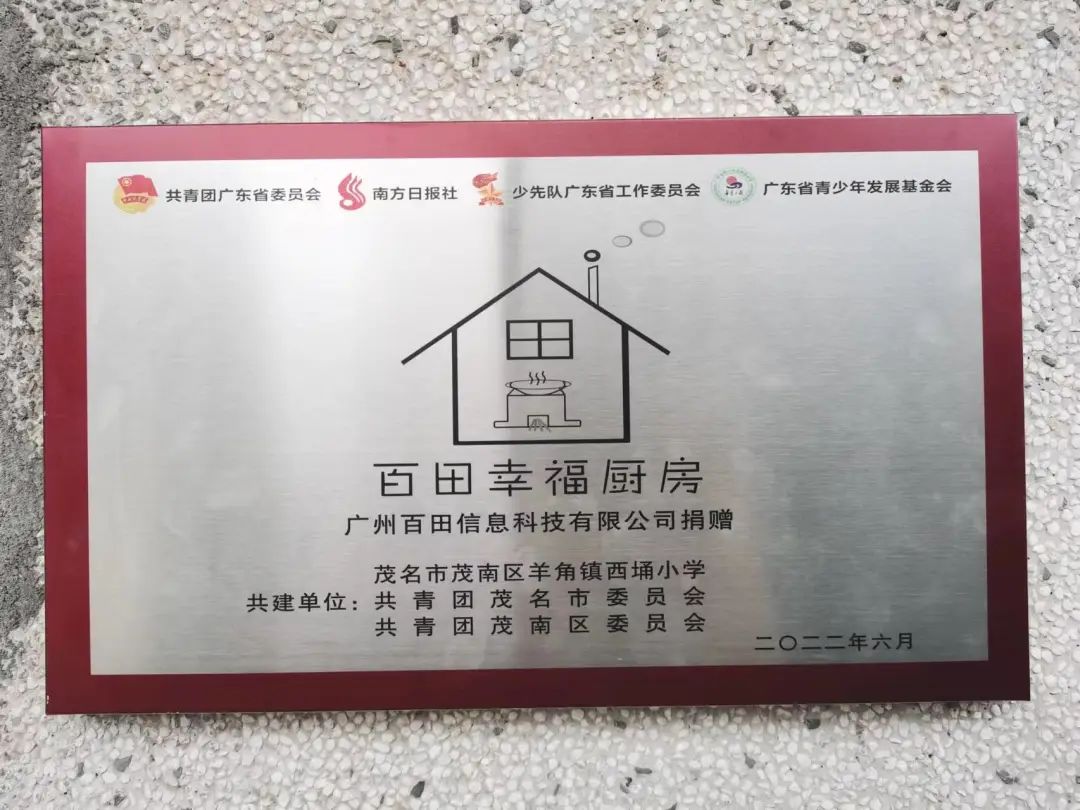 共青团广东省委员会 南方日报社 少先队广东省工作委员会 广东省青少年发展基金会
百田幸福厨房
广州百田信息科技有限公司捐赠
茂名市茂南区羊角镇西埇小学
共建单位：共青团茂名市委员会
共青团茂南区委员会
二〇二二年六月